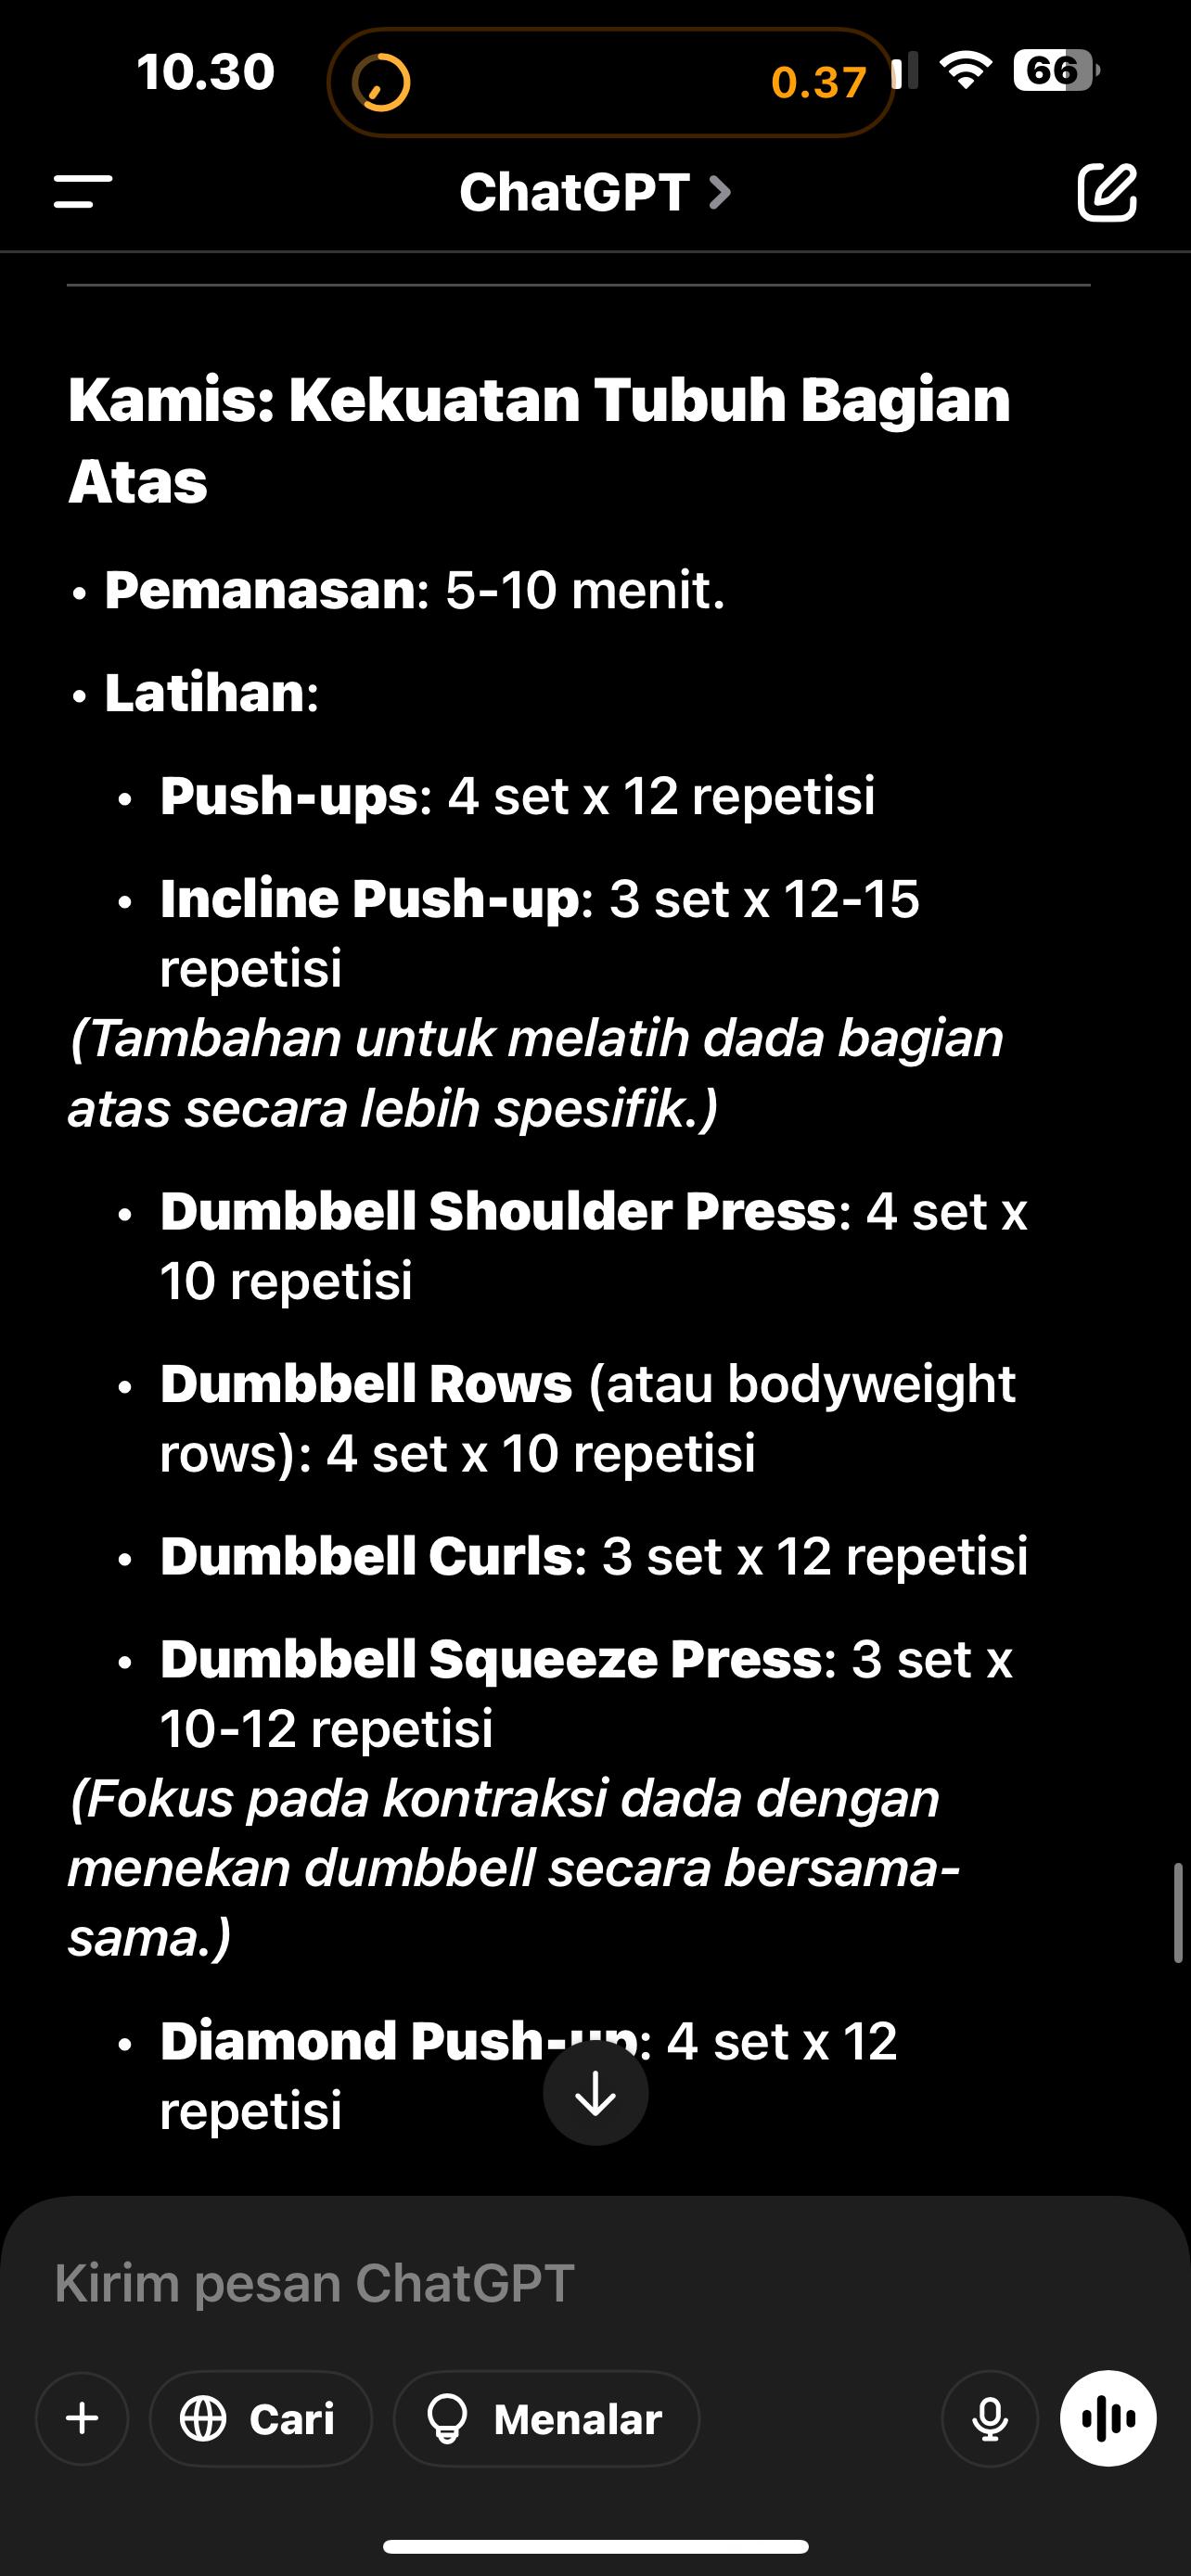 10.30
0.37
66
ChatGPT
Kamis: Kekuatan Tubuh Bagian
Atas
• Pemanasan: 5-10 menit.
• Latihan:
• Push-ups: 4 set x 12 repetisi
• Incline Push-up: 3 set x 12-15
repetisi
(Tambahan untuk melatih dada bagian
atas secara lebih spesifik.)
• Dumbbell Shoulder Press: 4 set x
10 repetisi
• Dumbbell Rows (atau bodyweight
rows): 4 set x 10 repetisi
• Dumbbell Curls: 3 set x 12 repetisi
• Dumbbell Squeeze Press: 3 set x
10-12 repetisi
(Fokus pada kontraksi dada dengan
menekan dumbbell secara bersama-
sama.)
• Diamond Push-up: 4 set x 12
repetisi
Kirim pesan ChatGPT
Cari
Menalar